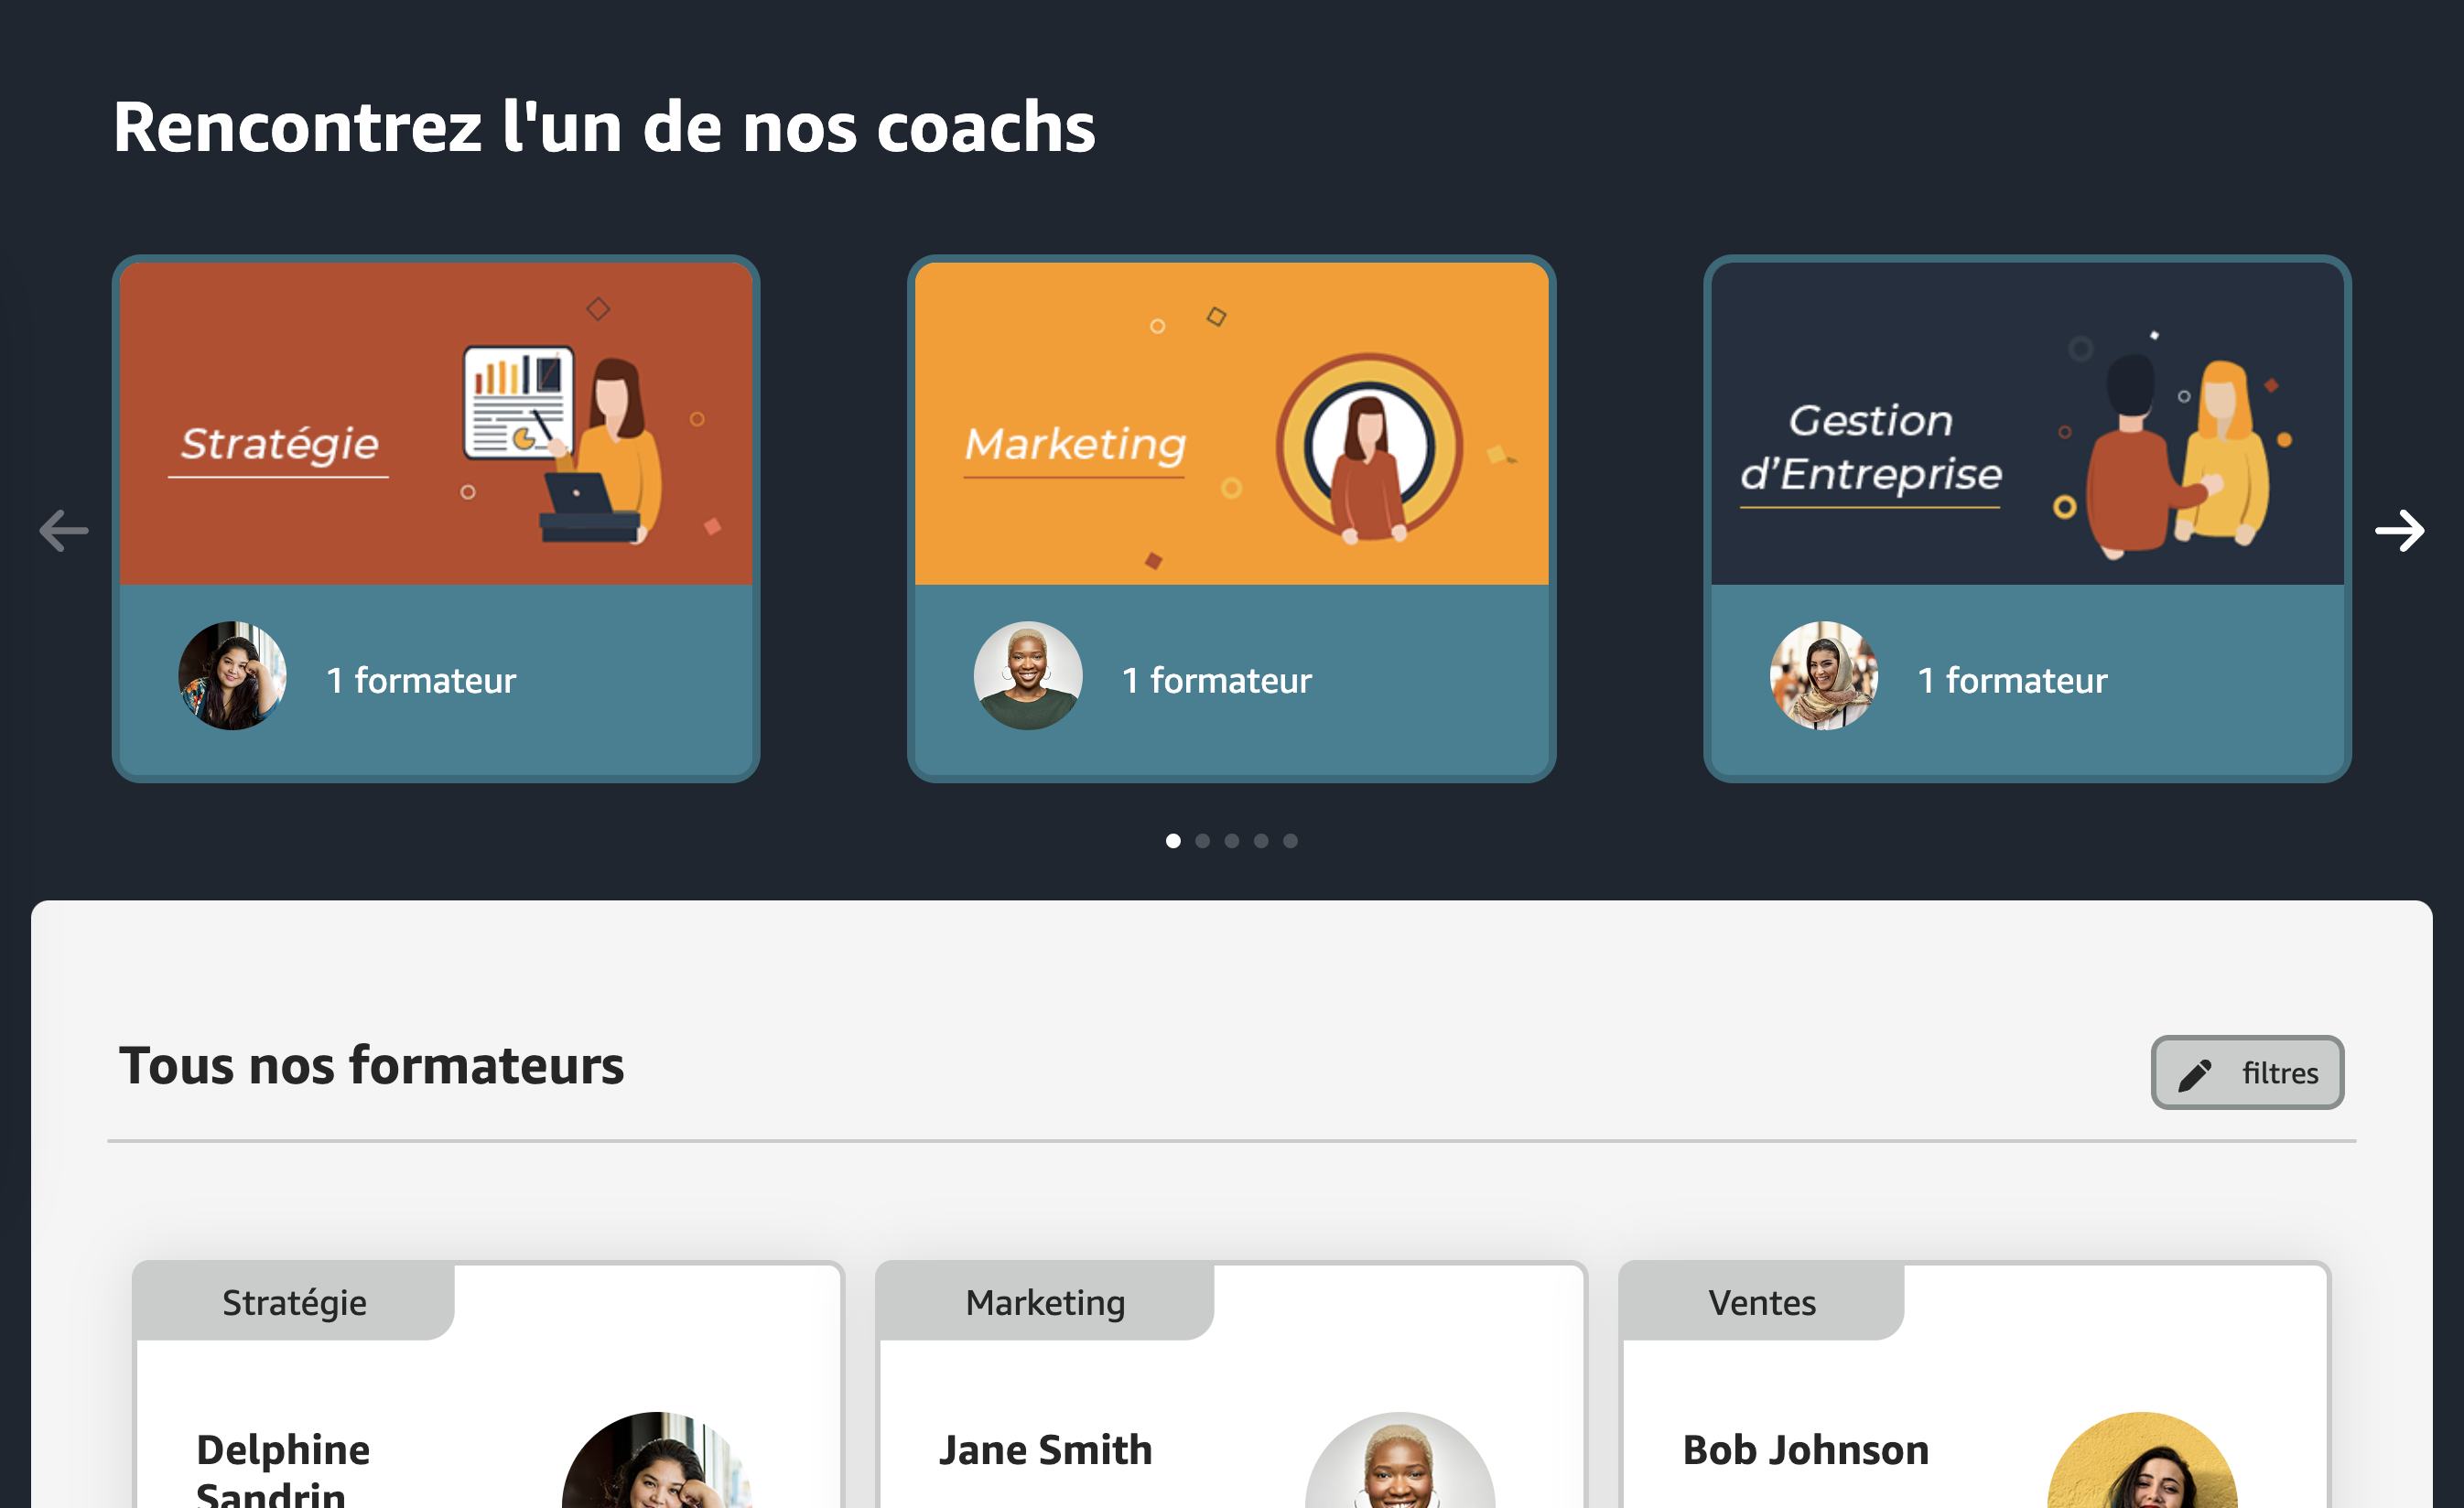 Rencontrez l'un de nos coachs
Stratégie
Marketing
Gestion
d’Entreprise
1 formateur
1 formateur
1 formateur
Tous nos formateurs
filtres
Stratégie
Marketing
Ventes
Delphine
Sandrin
Jane Smith
Bob Johnson